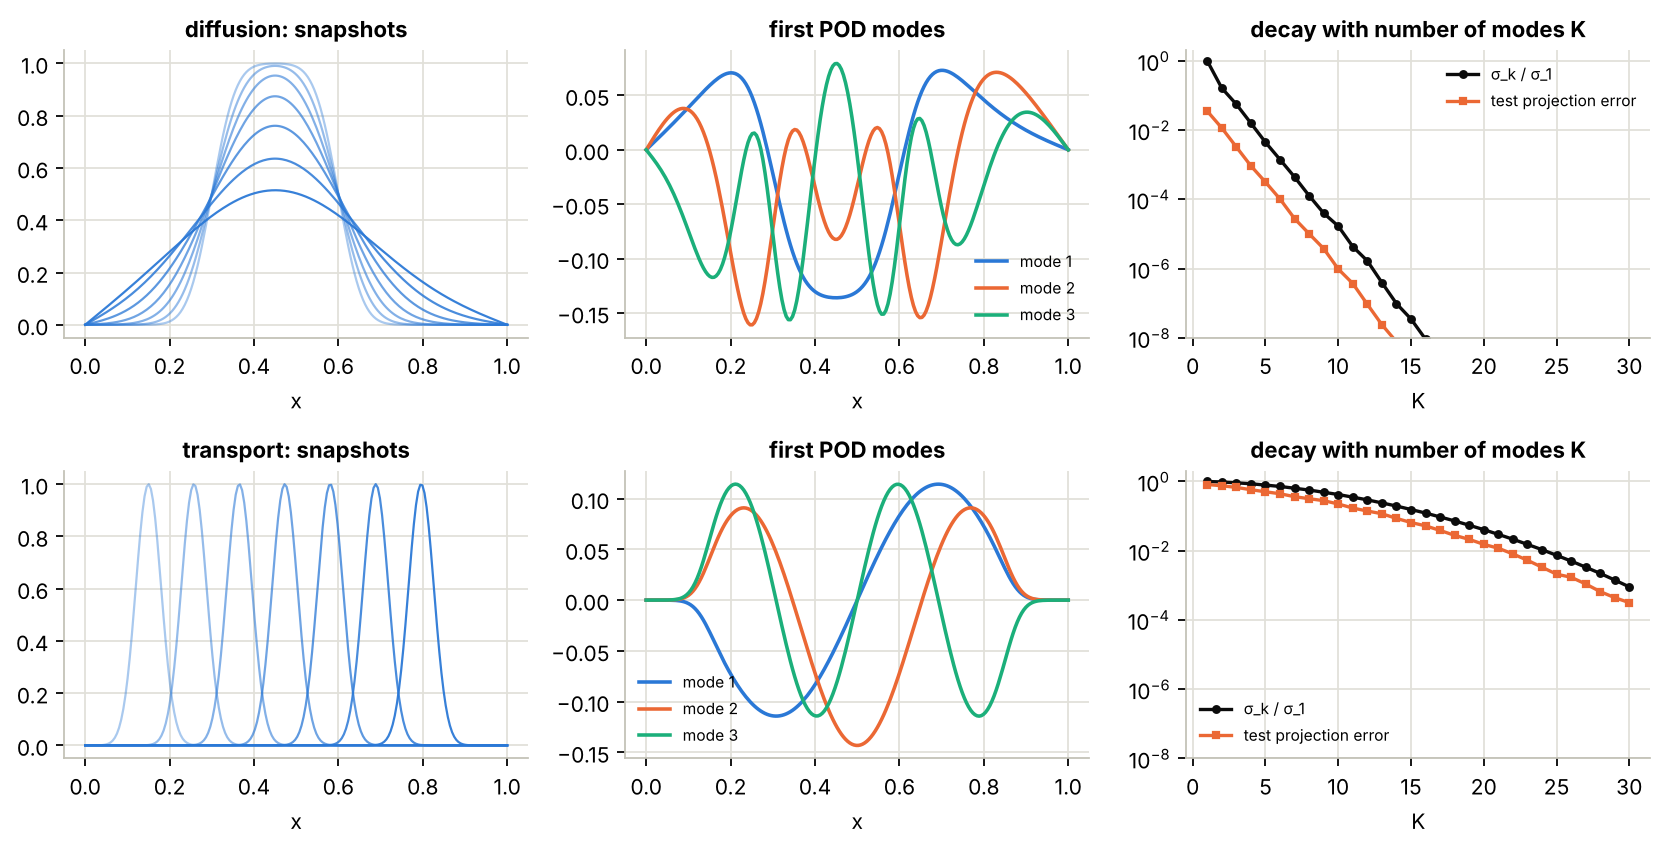 diffusion: snapshots
1.0
0.8
0.6
0.4
0.2
0.0
0.0 0.2 0.4 0.6 0.8 1.0
x
first POD modes
0.05
0.00
−0.05
−0.10
−0.15
mode 1
mode 2
mode 3
0.0 0.2 0.4 0.6 0.8 1.0
x
decay with number of modes K
10⁰
10⁻²
10⁻⁴
10⁻⁶
10⁻⁸
σ_k / σ_1
test projection error
0 5 10 15 20 25 30
K
transport: snapshots
1.0
0.8
0.6
0.4
0.2
0.0
0.0 0.2 0.4 0.6 0.8 1.0
x
first POD modes
0.10
0.05
0.00
−0.05
−0.10
−0.15
mode 1
mode 2
mode 3
0.0 0.2 0.4 0.6 0.8 1.0
x
decay with number of modes K
10⁰
10⁻²
10⁻⁴
10⁻⁶
10⁻⁸
σ_k / σ_1
test projection error
0 5 10 15 20 25 30
K